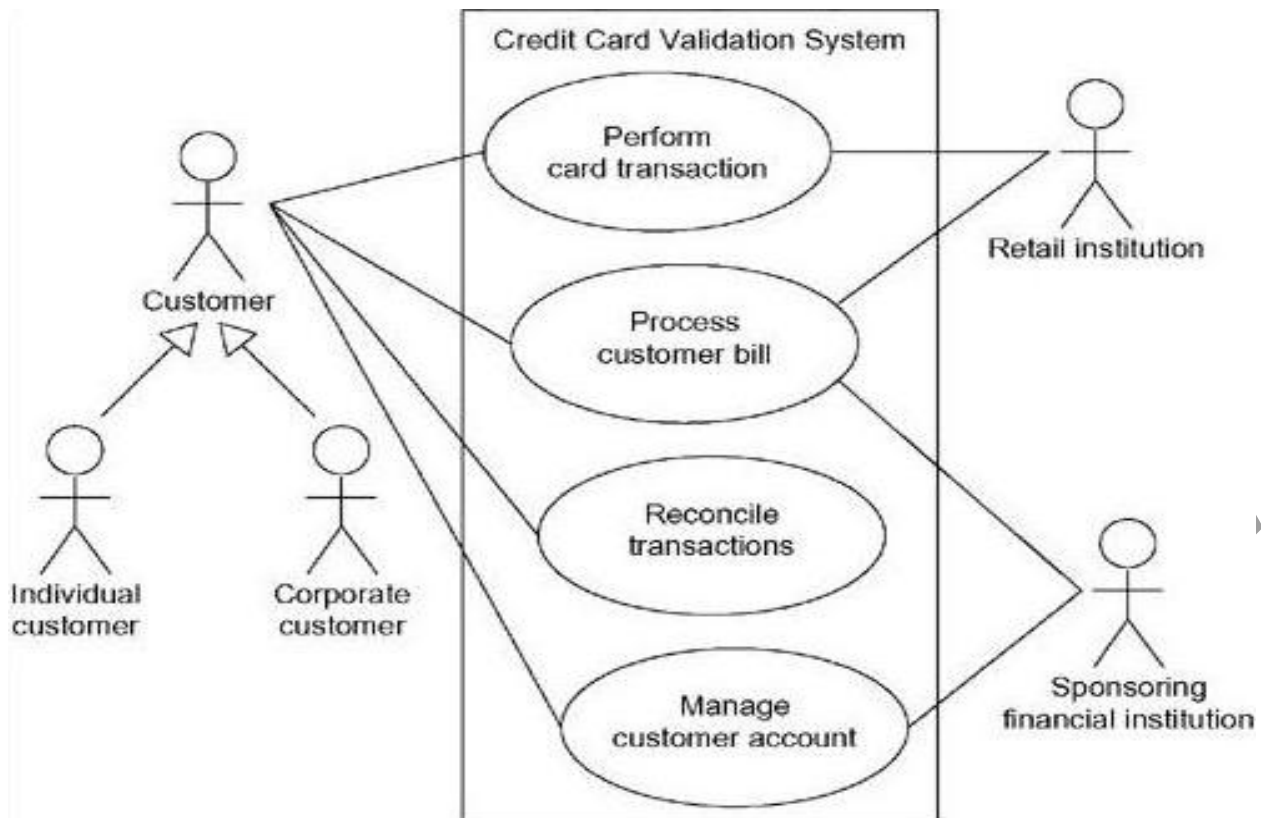 Credit Card Validation System
Perform
card transaction
Retail institution
Customer
Process
customer bill
Reconcile
transactions
Individual
customer
Corporate
customer
Manage
customer account
Sponsoring
financial institution